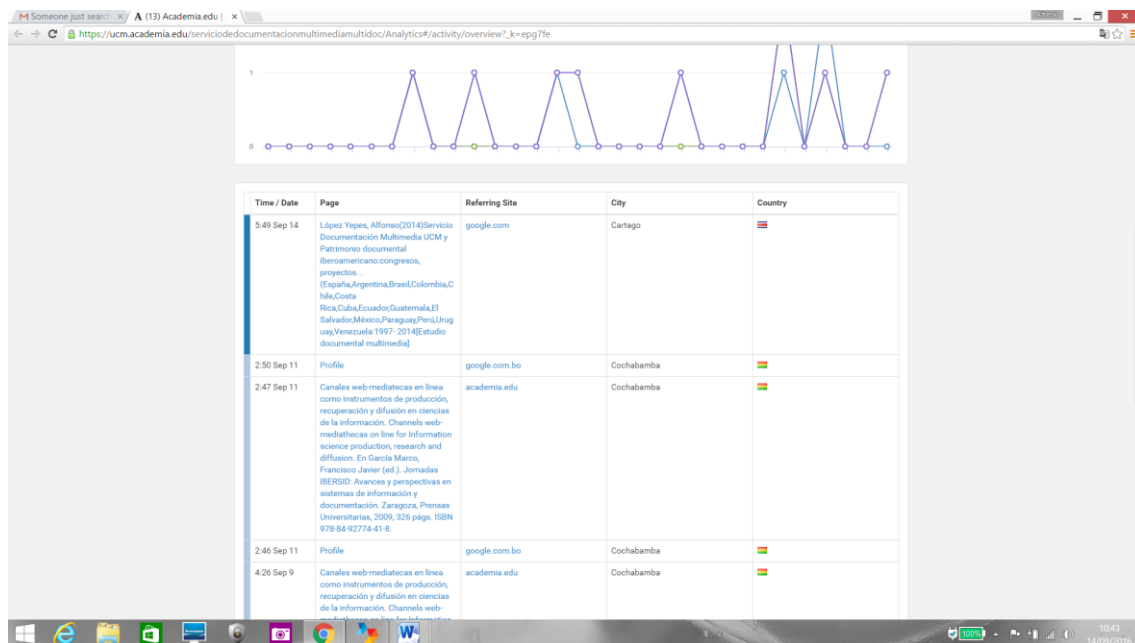 Someone just search
(13) Academia.edu |
https://ucm.academia.edu/serviciodedocumentacionmultimediamultidoc/Analytics#/activity/overview?_k=epg7fe
1
0
Time / Date Page Referring Site City Country
5:49 Sep 14 López Yepes, Alfonso(2014)Servicio google.com Cartago
Documentación Multimedia UCM y
Patrimonio documental
iberoamericano:congresos,
proyectos...
(España,Argentina,Brasil,Colombia,C
hile,Costa
Rica,Cuba,Ecuador,Guatemala,El
Salvador,México,Paraguay,Perú,Urug
uay,Venezuela:1997- 2014[Estudio
documental multimedia]
2:50 Sep 11 Profile google.com.bo Cochabamba
2:47 Sep 11 Canales web-mediatecas en línea academia.edu Cochabamba
como instrumentos de producción,
recuperación y difusión en ciencias
de la información. Channels web-
mediathecas on line for Information
science production, research and
diffusion. En García Marco,
Francisco Javier (ed.). Jornadas
IBERSID: Avances y perspectivas en
sistemas de información y
documentación. Zaragoza, Prensas
Universitarias, 2009, 326 págs. ISBN
978-84-92774-41-8.
2:46 Sep 11 Profile google.com.bo Cochabamba
4:26 Sep 9 Canales web-mediatecas en línea academia.edu Cochabamba
como instrumentos de producción,
recuperación y difusión en ciencias
de la información. Channels web-
mediathecas on line for Information
100%
10:43
14/09/2016